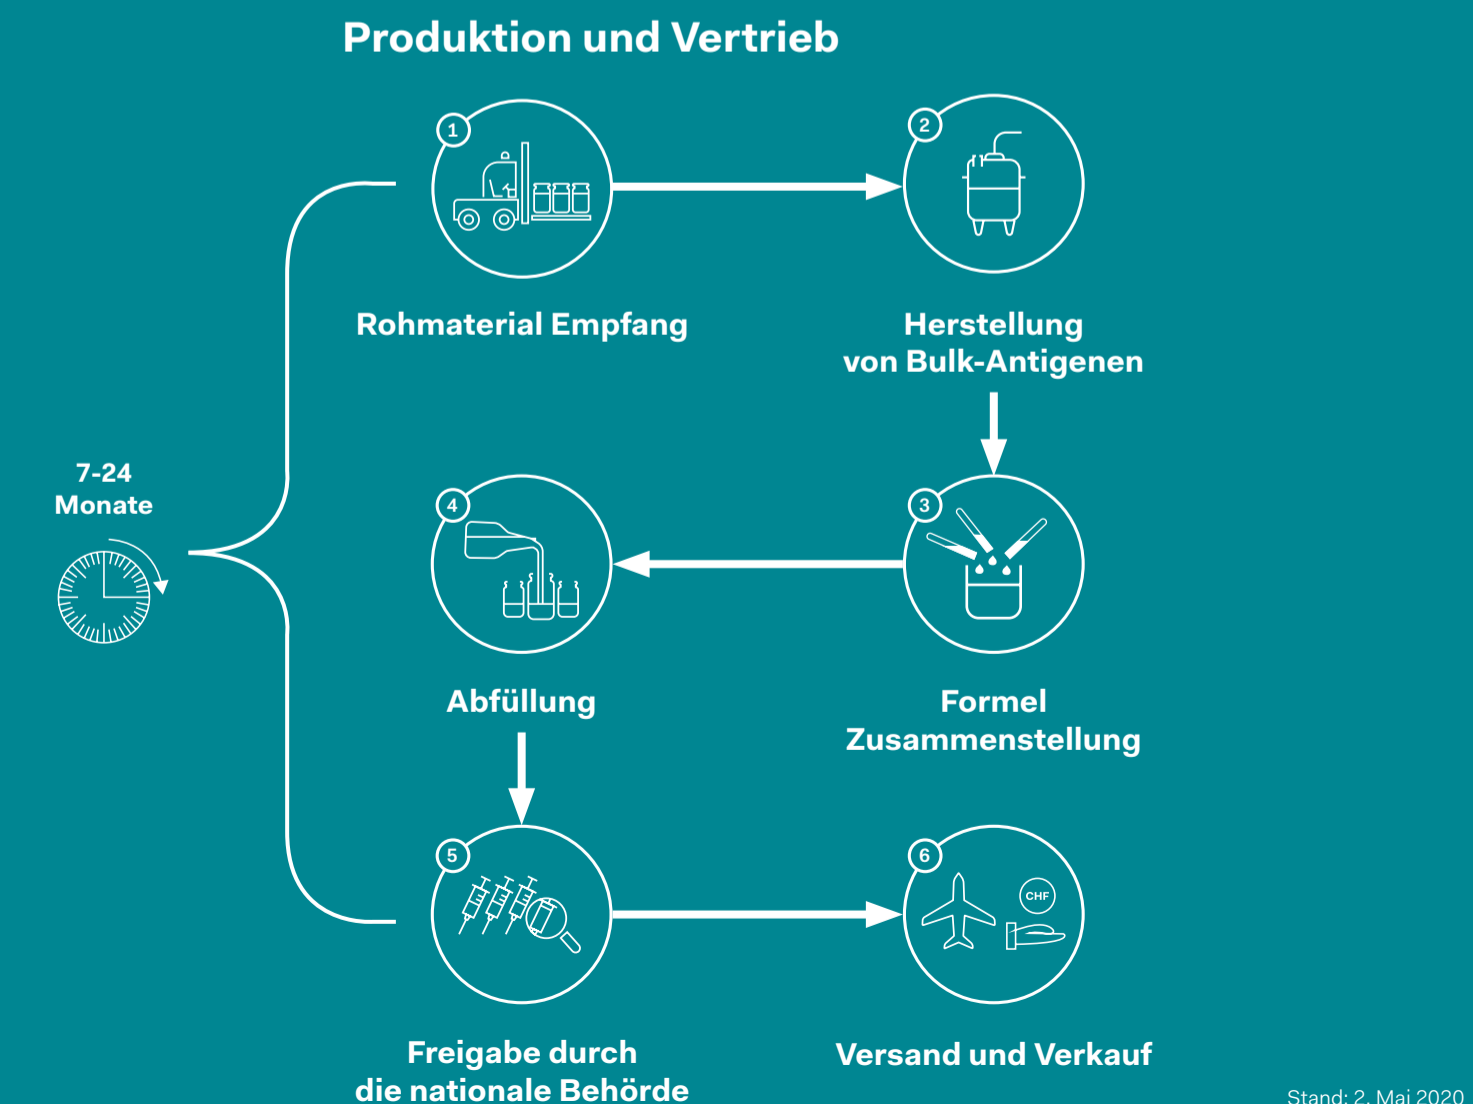 Produktion und Vertrieb
1
2
Rohmaterial Empfang
Herstellung
von Bulk-Antigenen
7-24
Monate
4
3
Abfüllung
Formel
Zusammenstellung
5
6
CHF
Freigabe durch
die nationale Behörde
Versand und Verkauf
Stand: 2. Mai 2020